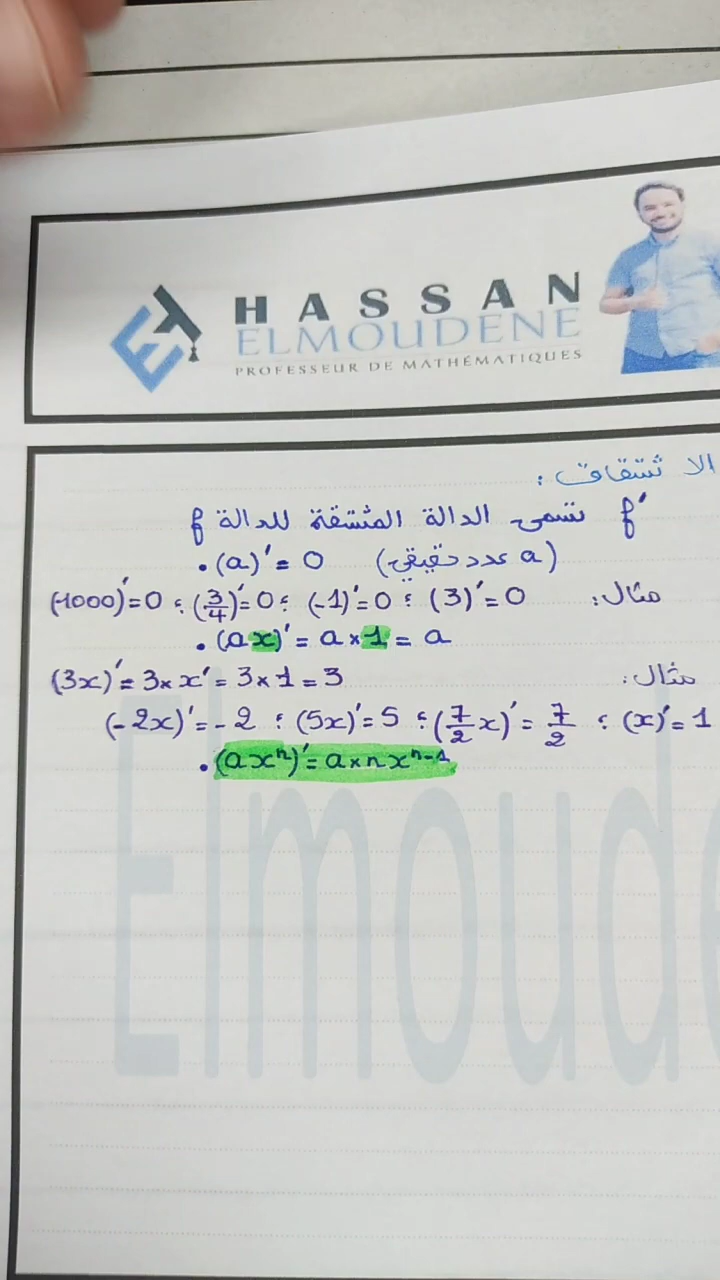 HASSAN
ELMOUDENE
PROFESSEUR DE MATHÉMATIQUES
الاشتقاق :
f' تسمى الدالة المشتقة للدالة f
. (a)' = 0 (a عدد حقيقي)
مثال: (3)' = 0 ؛ (-1)' = 0 ؛ (3/4)' = 0 ؛ (-1000)' = 0
. (ax)' = a × 1 = a
مثال: (3x)' = 3 × x' = 3 × 1 = 3
(x)' = 1 ؛ (7/2 x)' = 7/2 ؛ (5x)' = 5 ؛ (-2x)' = -2
. (axⁿ)' = a × n xⁿ⁻¹
Elmoude